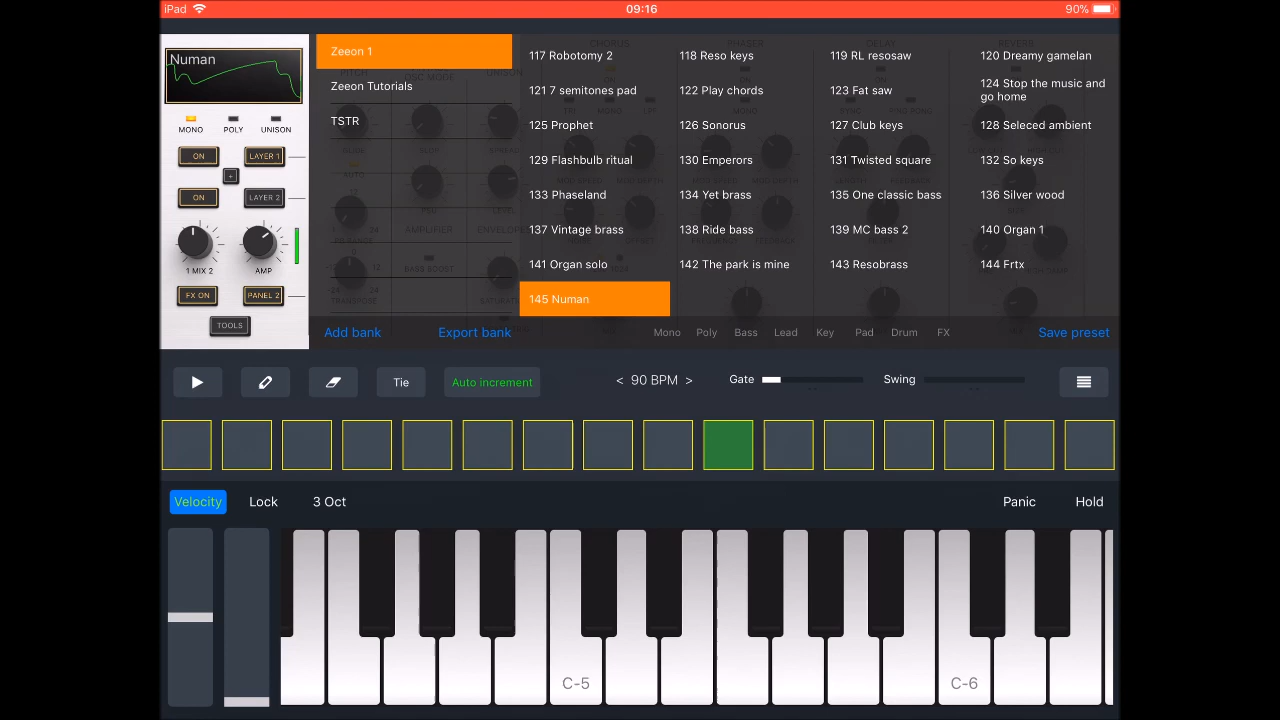 iPad 09:16 90%
Numan
MONO POLY UNISON
ON LAYER 1
+
ON LAYER 2
1 MIX 2 AMP
FX ON PANEL 2
TOOLS
Zeeon 1
Zeeon Tutorials
TSTR
117 Robotomy 2 118 Reso keys 119 RL resosaw 120 Dreamy gamelan
121 7 semitones pad 122 Play chords 123 Fat saw 124 Stop the music and
go home
125 Prophet 126 Sonorus 127 Club keys 128 Seleced ambient
129 Flashbulb ritual 130 Emperors 131 Twisted square 132 So keys
133 Phaseland 134 Yet brass 135 One classic bass 136 Silver wood
137 Vintage brass 138 Ride bass 139 MC bass 2 140 Organ 1
141 Organ solo 142 The park is mine 143 Resobrass 144 Frtx
145 Numan
Add bank Export bank Mono Poly Bass Lead Key Pad Drum FX Save preset
Tie Auto increment < 90 BPM > Gate Swing
Velocity Lock 3 Oct Panic Hold
C-5 C-6